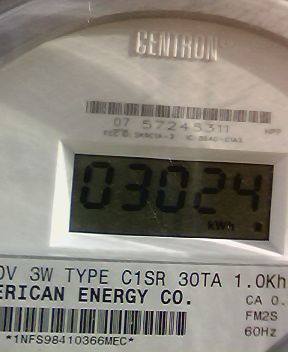 CENTRON
07 57245311
NPP
03024
kWh
0V 3W TYPE C1SR 30TA 1.0Kh
ERICAN ENERGY CO.
CA 0.
FM2S
60Hz
*1NFS98410366MEC*